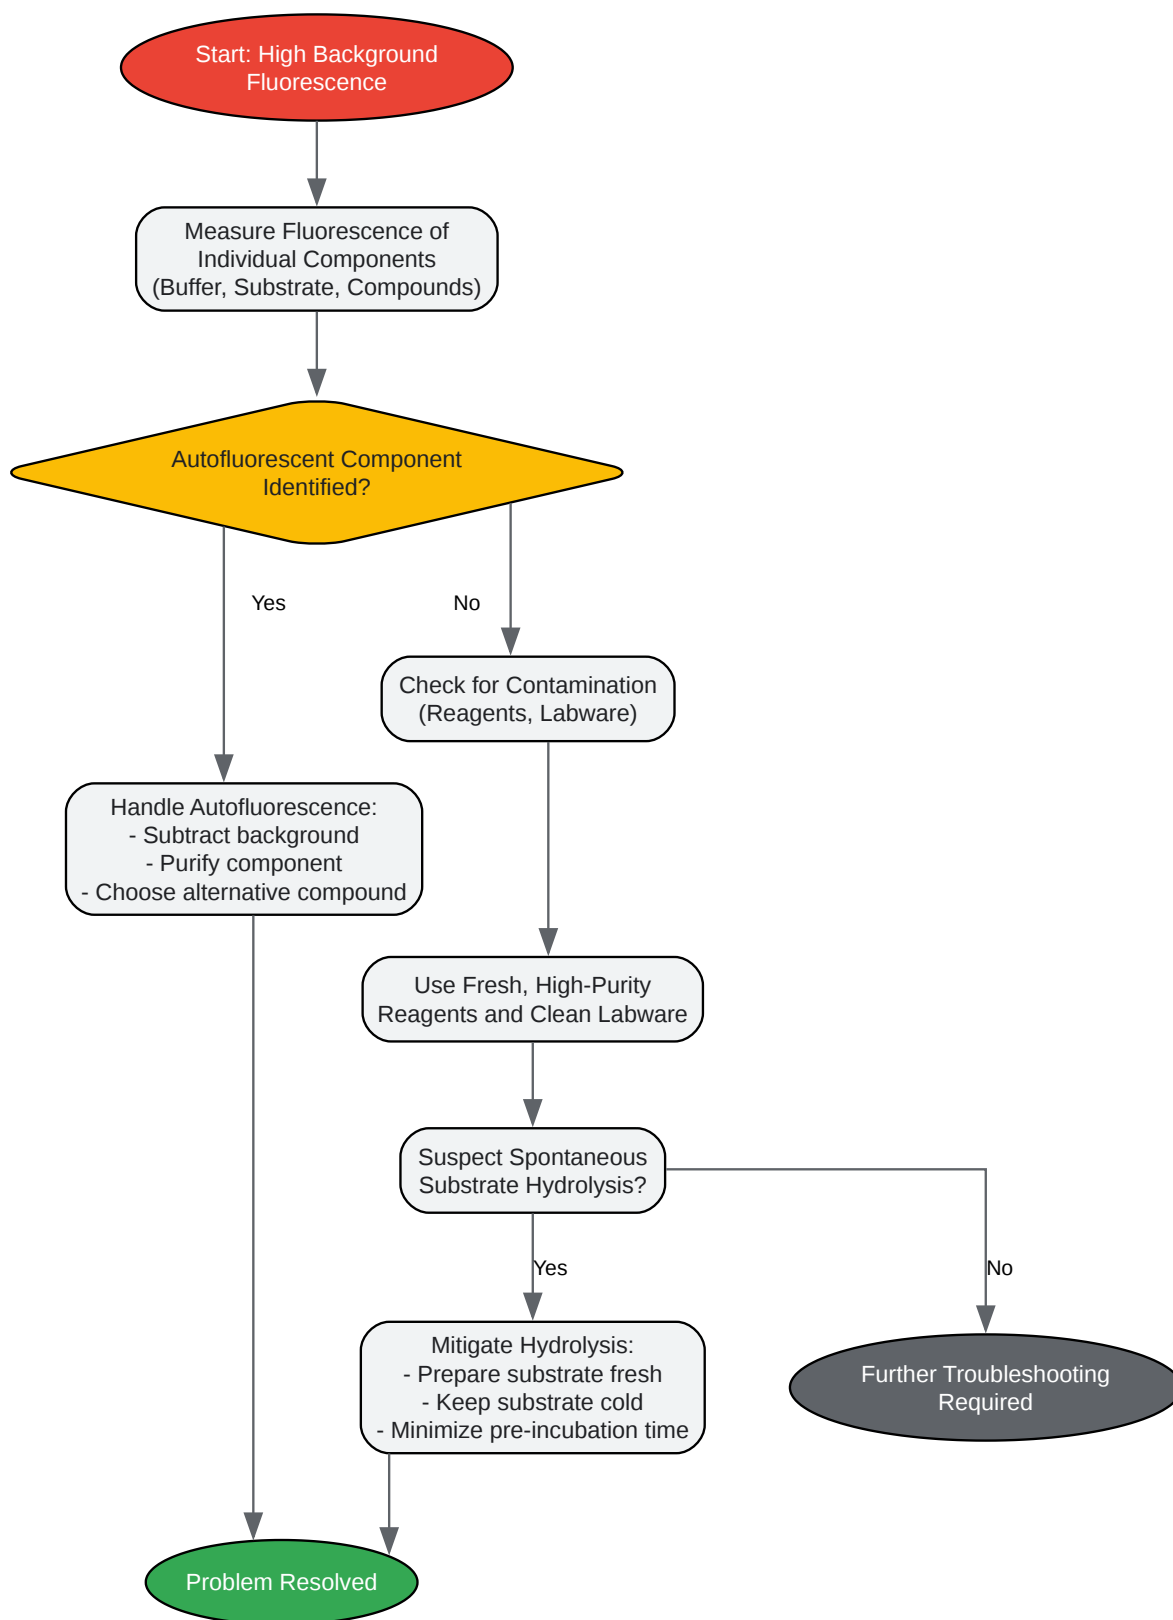 Start: High Background
Fluorescence
Measure Fluorescence of
Individual Components
(Buffer, Substrate, Compounds)
Autofluorescent Component
Identified?
Yes
No
Check for Contamination
(Reagents, Labware)
Handle Autofluorescence:
- Subtract background
- Purify component
- Choose alternative compound
Use Fresh, High-Purity
Reagents and Clean Labware
Suspect Spontaneous
Substrate Hydrolysis?
Yes
No
Mitigate Hydrolysis:
- Prepare substrate fresh
- Keep substrate cold
- Minimize pre-incubation time
Further Troubleshooting
Required
Problem Resolved